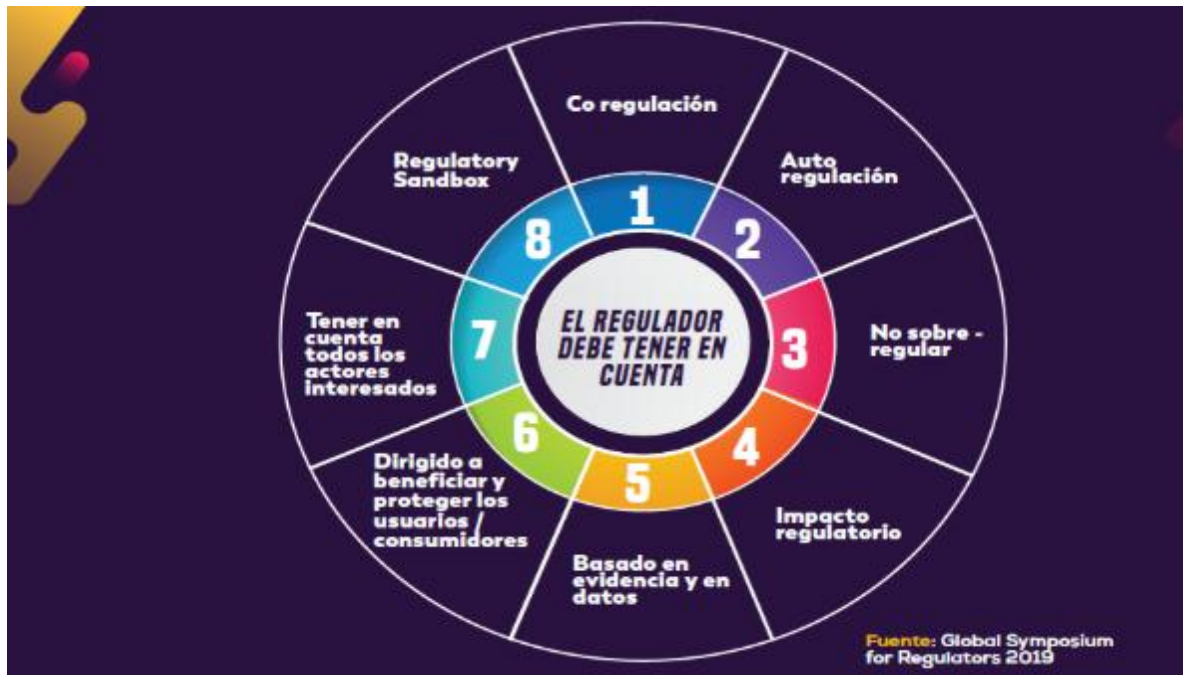 EL REGULADOR
DEBE TENER EN
CUENTA
1
Co regulación
2
Auto
regulación
3
No sobre -
regular
4
Impacto
regulatorio
5
Basado en
evidencia y en
datos
6
Dirigido a
beneficiar y
proteger los
usuarios /
consumidores
7
Tener en
cuenta
todos los
actores
interesados
8
Regulatory
Sandbox
Fuente: Global Symposium
for Regulators 2019